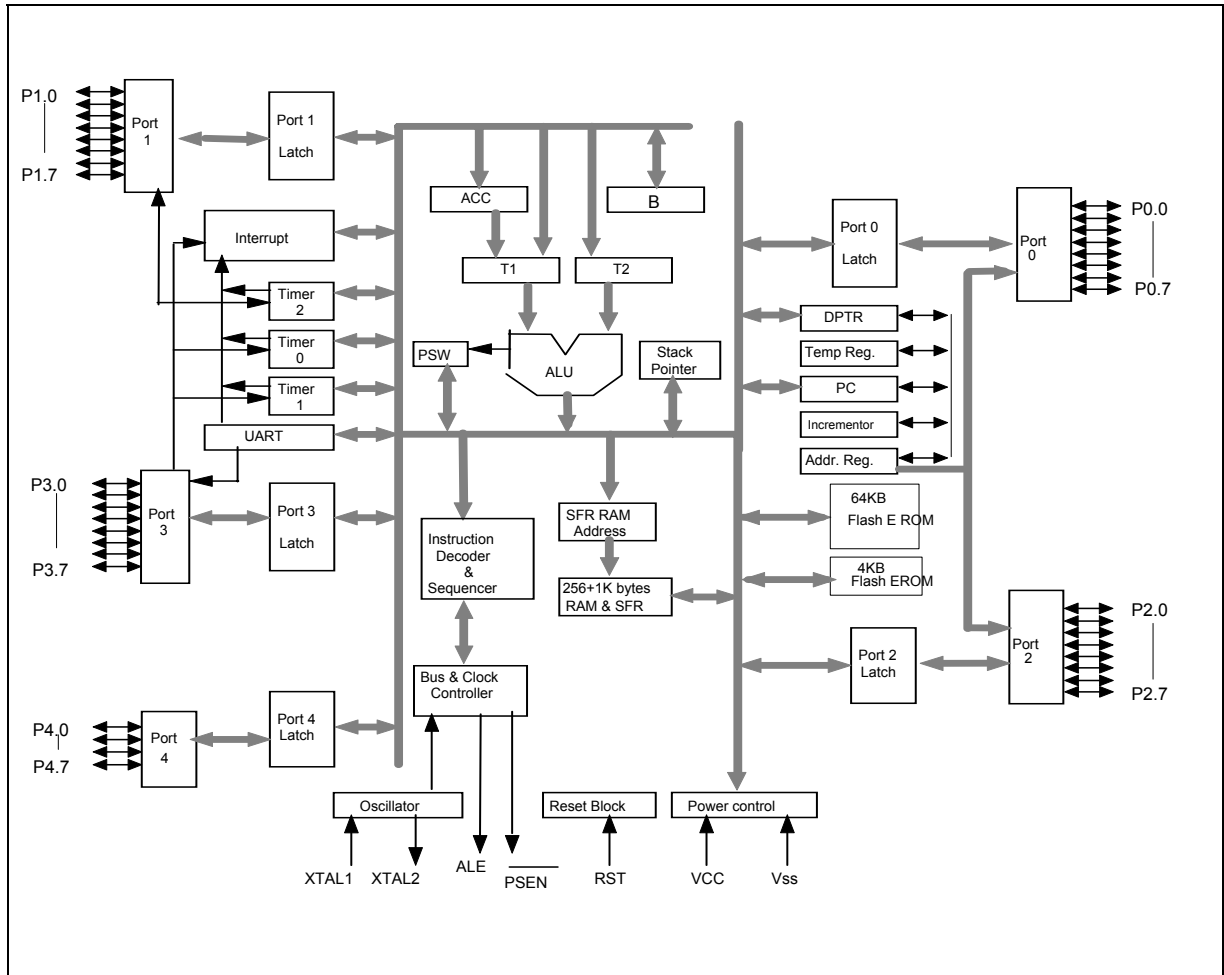 P1.0
P1.7
Port
1
Port 1
Latch
ACC
B
Interrupt
T1
T2
Timer
2
Timer
0
Timer
1
UART
PSW
ALU
Stack
Pointer
Port 0
Latch
Port
0
P0.0
P0.7
DPTR
Temp Reg.
PC
Incrementor
Addr. Reg.
64KB
Flash E ROM
4KB
Flash EROM
P3.0
P3.7
Port
3
Port 3
Latch
Instruction
Decoder
&
Sequencer
SFR RAM
Address
256+1K bytes
RAM & SFR
Port 2
Latch
Port
2
P2.0
P2.7
Bus & Clock
Controller
P4.0
P4.7
Port
4
Port 4
Latch
Oscillator
Reset Block
Power control
XTAL1
XTAL2
ALE
PSEN
RST
VCC
Vss